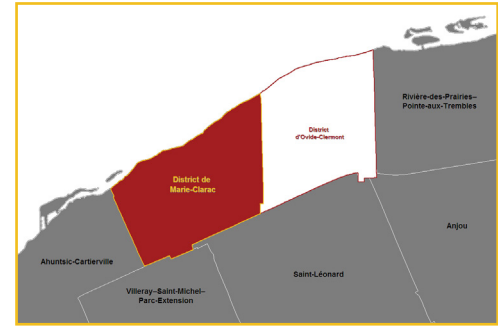 Rivière-des-Prairies–
Pointe-aux-Trembles
District
d'Ovide-Clermont
District de
Marie-Clarac
Anjou
Ahuntsic-Cartierville
Saint-Léonard
Villeray–Saint-Michel–
Parc-Extension